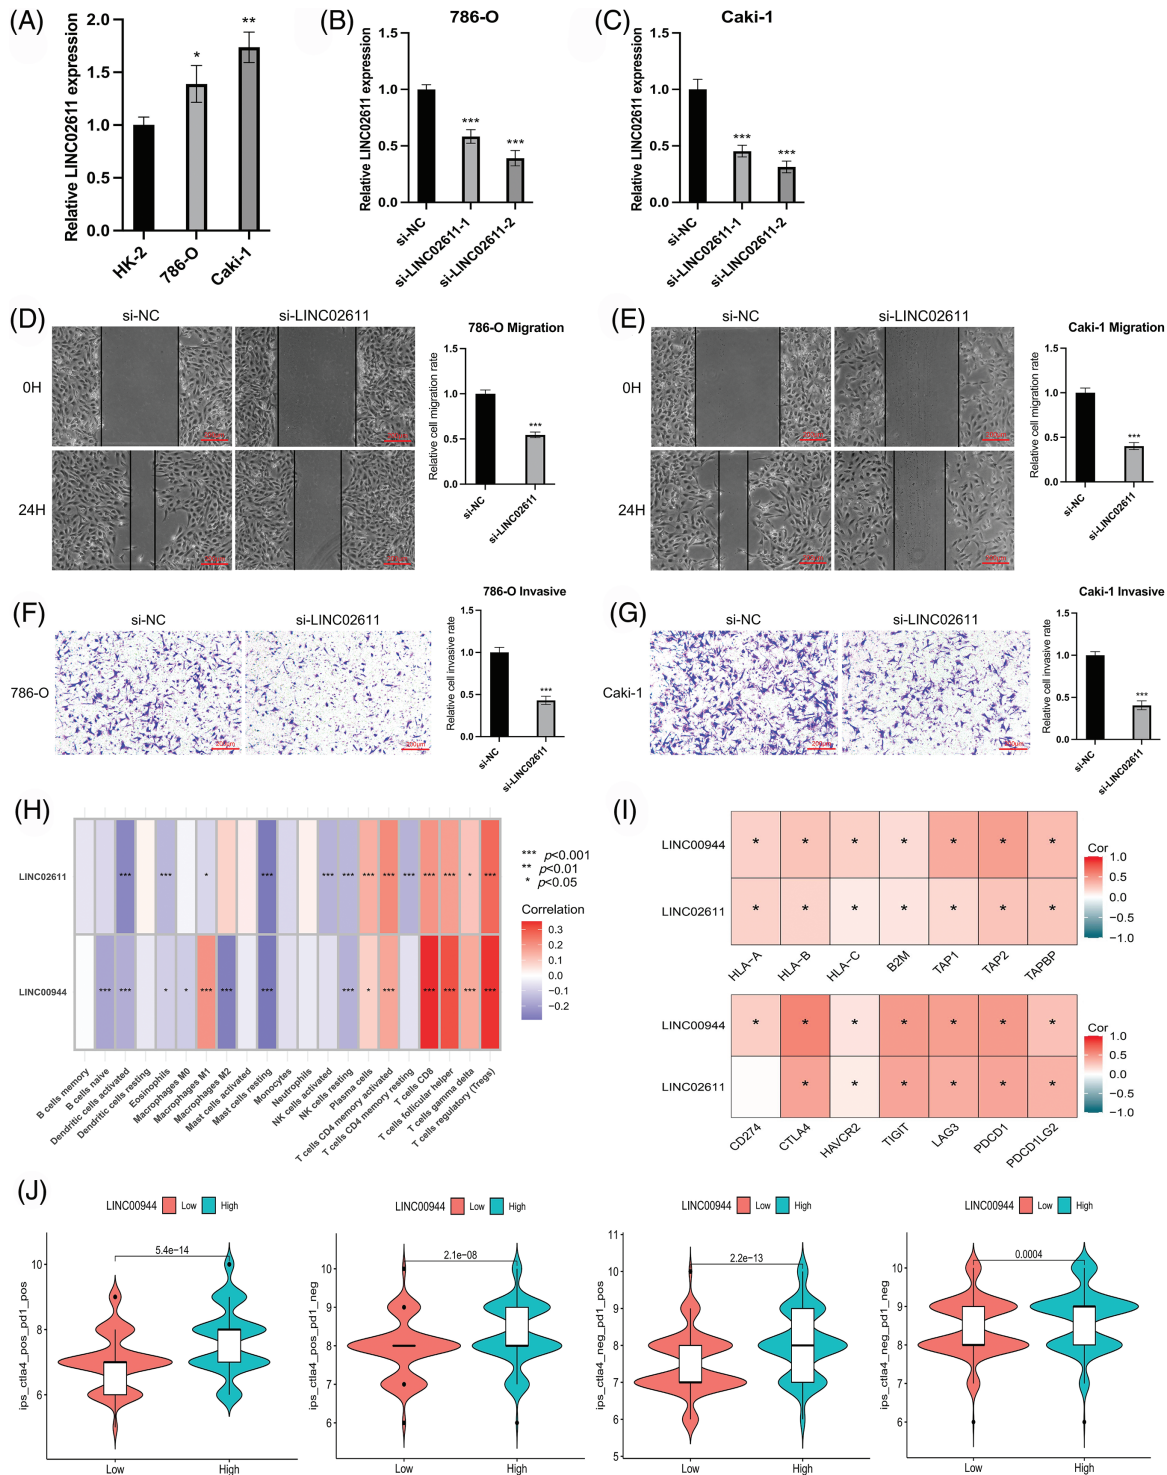 (A)
Relative LINC02611 expression
2.0
1.5
1.0
0.5
0.0
*
**
HK-2
786-O
Caki-1
(B)
786-O
Relative LINC02611 expression
1.5
1.0
0.5
0.0
***
***
si-NC
si-LINC02611-1
si-LINC02611-2
(C)
Caki-1
Relative LINC02611 expression
1.5
1.0
0.5
0.0
***
***
si-NC
si-LINC02611-1
si-LINC02611-2
(D)
si-NC
si-LINC02611
0H
24H
786-O Migration
Relative cell migration rate
1.5
1.0
0.5
0.0
***
si-NC
si-LINC02611
(E)
si-NC
si-LINC02611
0H
24H
Caki-1 Migration
Relative cell migration rate
1.5
1.0
0.5
0.0
***
si-NC
si-LINC02611
(F)
si-NC
si-LINC02611
786-O
200μm
200μm
786-O Invasive
Relative cell invasive rate
1.5
1.0
0.5
0.0
***
si-NC
si-LINC02611
(G)
si-NC
si-LINC02611
Caki-1
200μm
200μm
Caki-1 Invasive
Relative cell invasive rate
1.5
1.0
0.5
0.0
***
si-NC
si-LINC02611
(H)
LINC02611
*** *** * *** *** *** *** *** *** *** *** * ***
LINC00944
*** *** * * *** *** *** *** * *** *** *** *** ***
B cells memory
B cells naive
Dendritic cells activated
Dendritic cells resting
Eosinophils
Macrophages M0
Macrophages M1
Macrophages M2
Mast cells activated
Mast cells resting
Monocytes
Neutrophils
NK cells activated
NK cells resting
Plasma cells
T cells CD4 memory activated
T cells CD4 memory resting
T cells CD8
T cells follicular helper
T cells gamma delta
T cells regulatory (Tregs)
*** p<0.001
** p<0.01
* p<0.05
Correlation
0.3
0.2
0.1
0.0
−0.1
−0.2
(I)
LINC00944
* * * * * * *
LINC02611
* * * * * * *
HLA-A
HLA-B
HLA-C
B2M
TAP1
TAP2
TAPBP
Cor
1.0
0.5
0.0
−0.5
−1.0
LINC00944
* * * * * * *
LINC02611
* * * * * *
CD274
CTLA4
HAVCR2
TIGIT
LAG3
PDCD1
PDCD1LG2
Cor
1.0
0.5
0.0
−0.5
−1.0
(J)
LINC00944 Low High
ips_ctla4_pos_pd1_pos
10
8
6
5.4e−14
Low
High
LINC00944 Low High
ips_ctla4_pos_pd1_neg
10
9
8
7
6
2.1e−08
Low
High
LINC00944 Low High
ips_ctla4_neg_pd1_pos
11
10
9
8
7
6
5
2.2e−13
Low
High
LINC00944 Low High
ips_ctla4_neg_pd1_neg
10
9
8
7
6
0.0004
Low
High